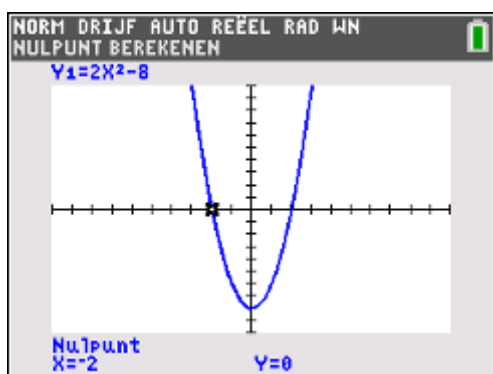 NORM DRIJF AUTO REËEL RAD WN
NULPUNT BEREKENEN
Y₁=2X²-8
Nulpunt
X=⁻2 Y=0